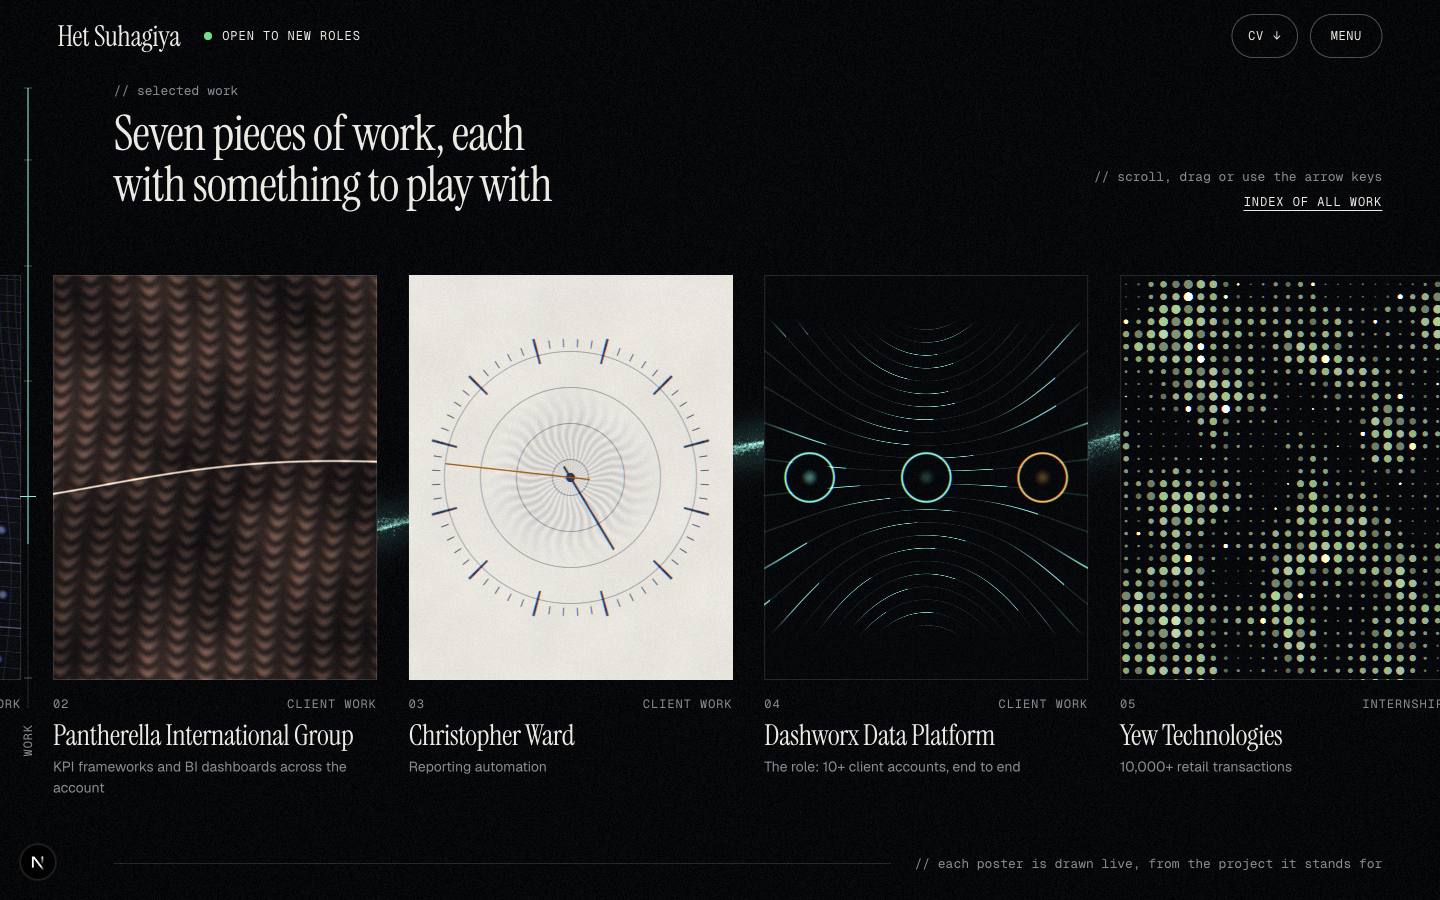 Het Suhagiya
OPEN TO NEW ROLES
CV ↓
MENU
// selected work
Seven pieces of work, each
with something to play with
// scroll, drag or use the arrow keys
INDEX OF ALL WORK
ORK
02
CLIENT WORK
Pantherella International Group
KPI frameworks and BI dashboards across the
account
03
CLIENT WORK
Christopher Ward
Reporting automation
04
CLIENT WORK
Dashworx Data Platform
The role: 10+ client accounts, end to end
05
INTERNSHIP
Yew Technologies
10,000+ retail transactions
WORK
N
// each poster is drawn live, from the project it stands for